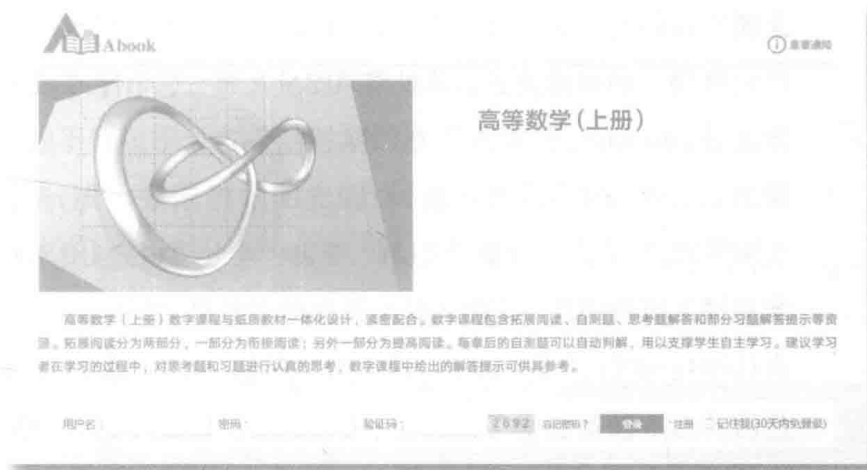 Abook
重要通知
高等数学(上册)
高等数学(上册)数字课程与纸质教材一体化设计,紧密配合。数字课程包含拓展阅读、自测题、思考题解答和部分习题解答提示等资
源。拓展阅读分为两部分,一部分为衔接阅读;另外一部分为提高阅读。每章后的自测题可以自动判解,用以支撑学生自主学习。建议学习
者在学习的过程中,对思考题和习题进行认真的思考,数字课程中给出的解答提示可供其参考。
用户名: 密码: 验证码: 2692 忘记密码? 登录 注册 记住我(30天内免登录)